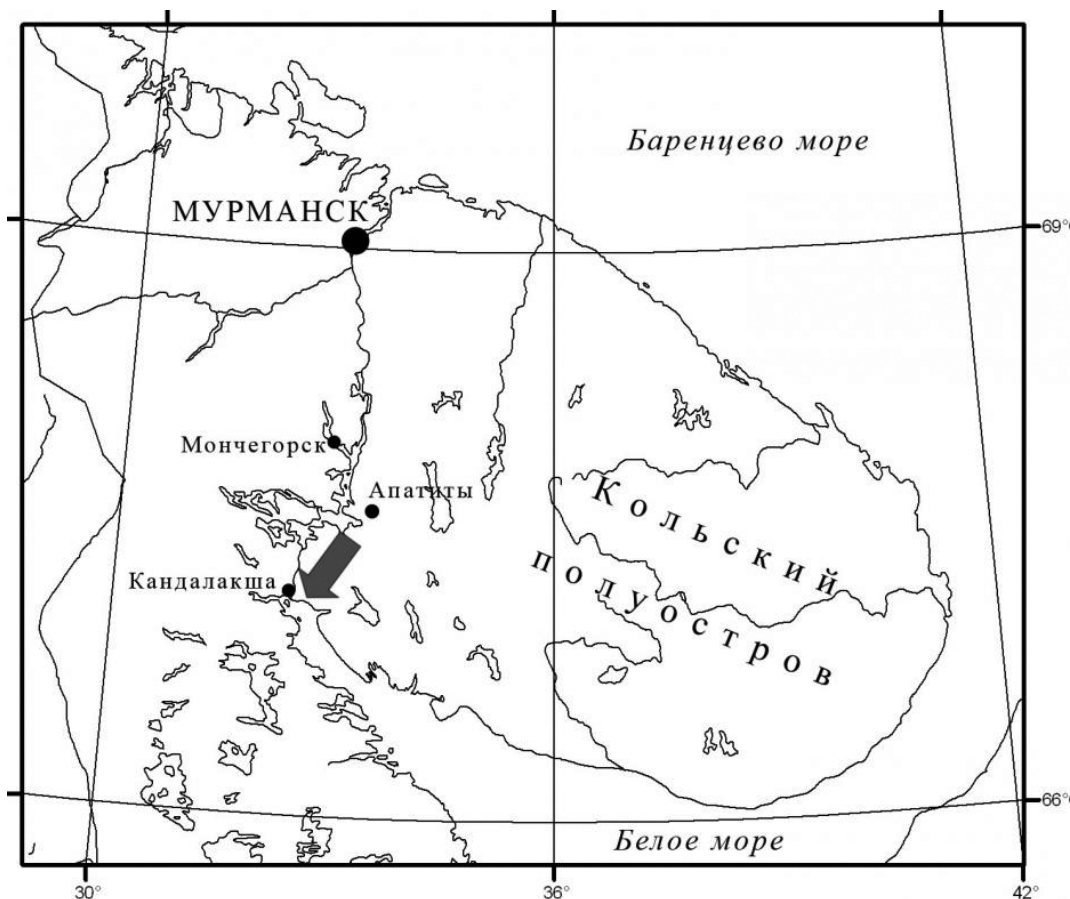 Баренцево море
МУРМАНСК
69°
Мончегорск
Апатиты
Кольский
полуостров
Кандалакша
66°
Белое море
30°
36°
42°